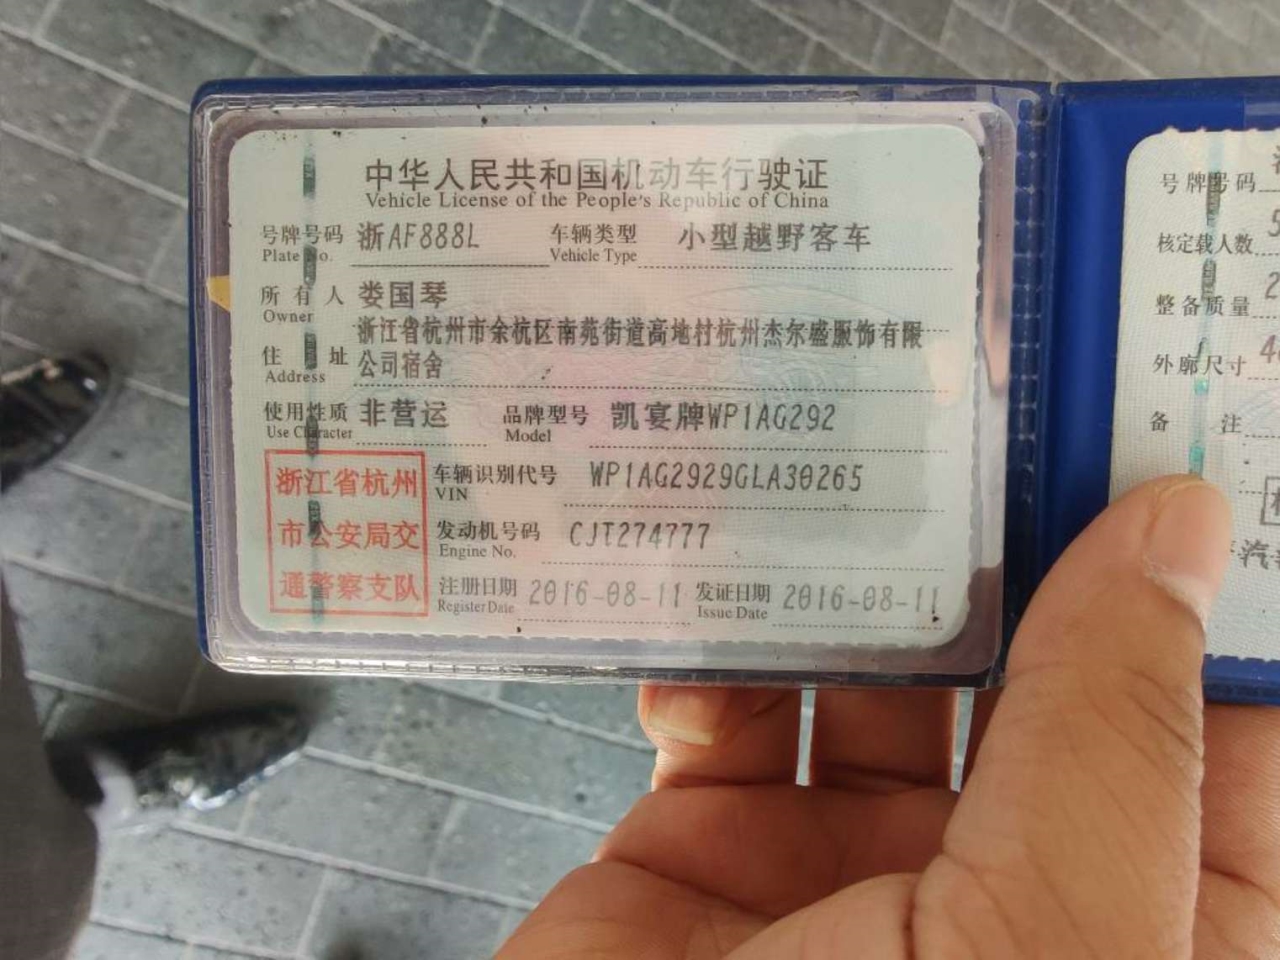 中华人民共和国机动车行驶证
Vehicle License of the People's Republic of China
号牌号码 浙AF888L 车辆类型 小型越野客车
Plate No. Vehicle Type
所有人 娄国琴
Owner
浙江省杭州市余杭区南苑街道高地村杭州杰尔盛服饰有限
住址 公司宿舍
Address
使用性质 非营运 品牌型号 凯宴牌WP1AG292
Use Character Model
浙江省杭州 车辆识别代号 WP1AG2929GLA30265
VIN
市公安局交 发动机号码 CJT274777
Engine No.
通警察支队 注册日期 2016-08-11 发证日期 2016-08-11
Register Date Issue Date
号牌号码
核定载人数
整备质量
外廓尺寸
备注